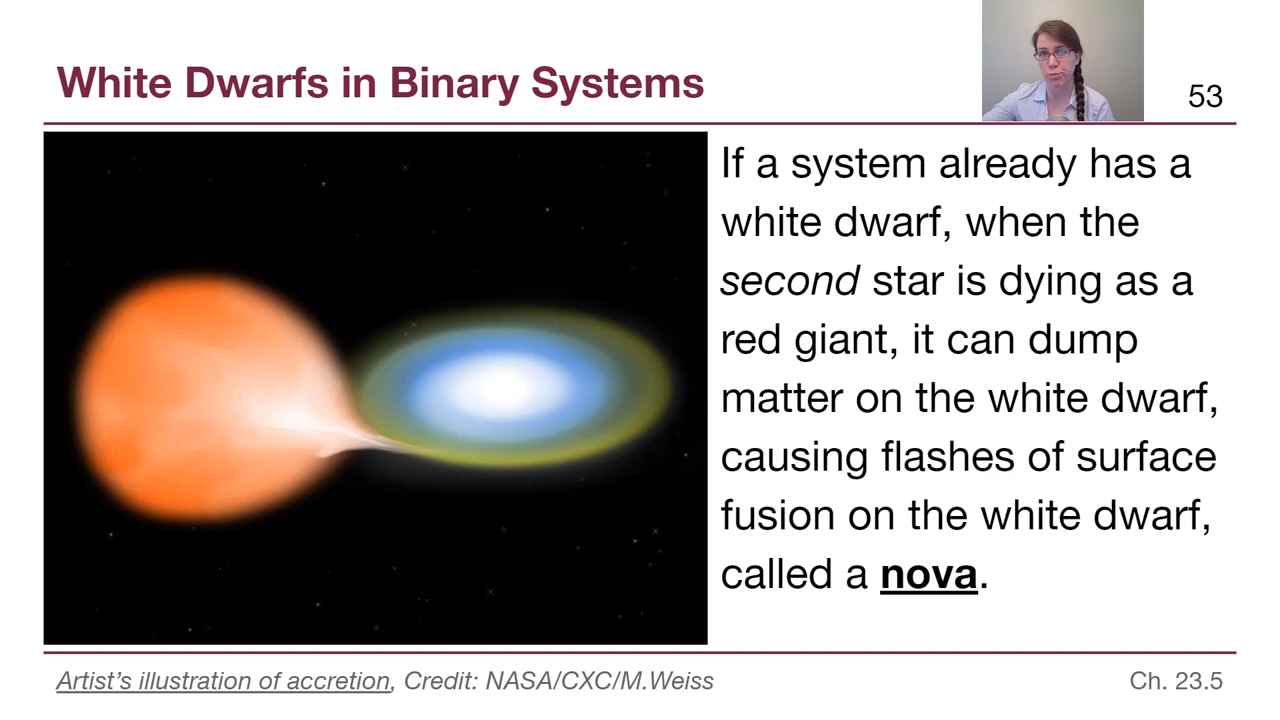 White Dwarfs in Binary Systems
53
If a system already has a
white dwarf, when the
second star is dying as a
red giant, it can dump
matter on the white dwarf,
causing flashes of surface
fusion on the white dwarf,
called a nova.
Artist's illustration of accretion, Credit: NASA/CXC/M.Weiss
Ch. 23.5